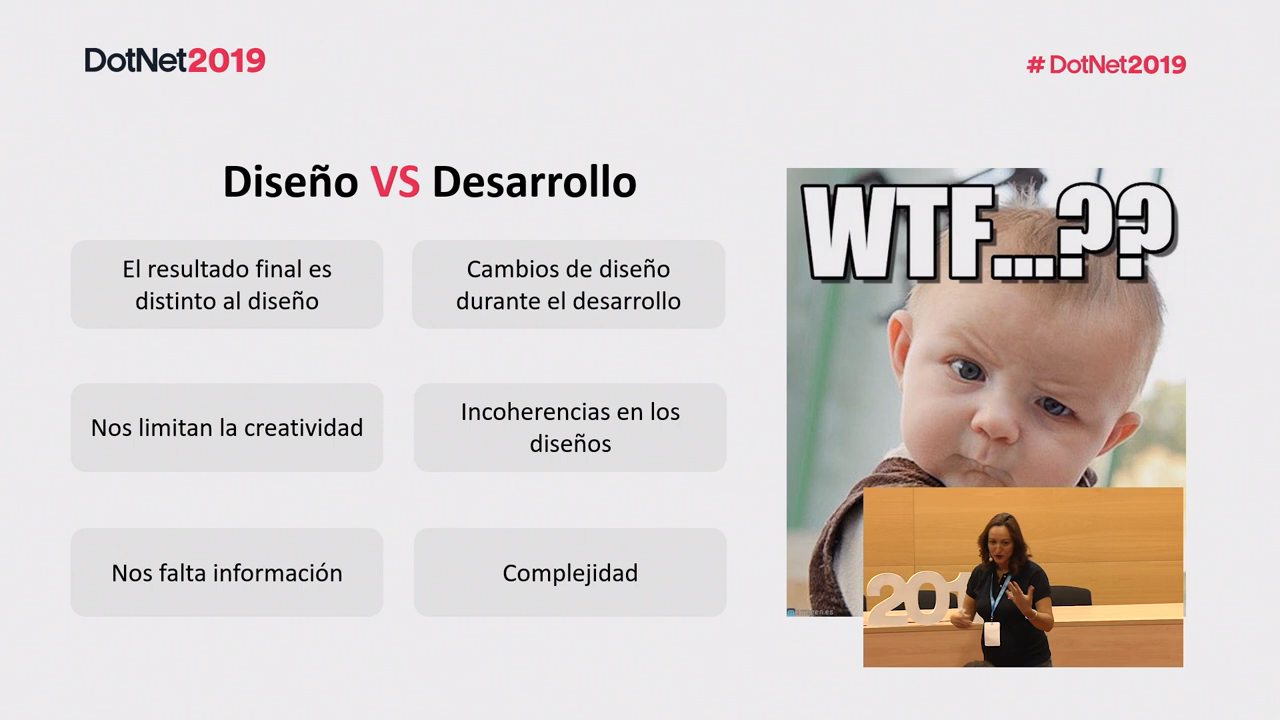 DotNet2019
# DotNet2019
Diseño VS Desarrollo
El resultado final es
distinto al diseño
Cambios de diseño
durante el desarrollo
Nos limitan la creatividad
Incoherencias en los
diseños
Nos falta información
Complejidad
WTF...??
201